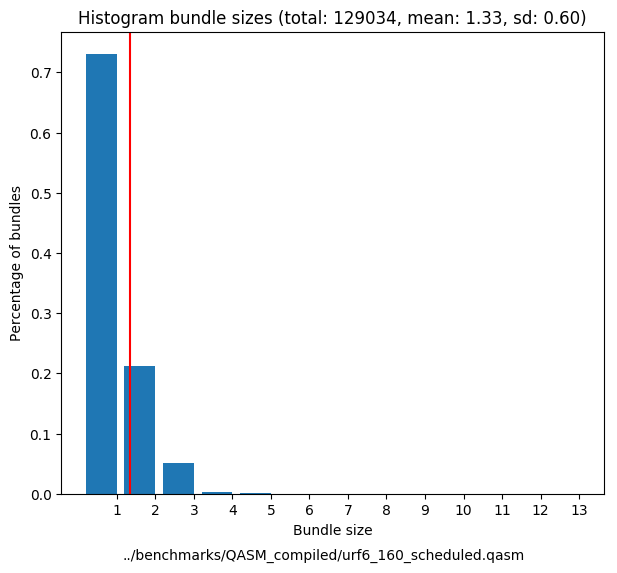 Histogram bundle sizes (total: 129034, mean: 1.33, sd: 0.60)
Percentage of bundles
0.7
0.6
0.5
0.4
0.3
0.2
0.1
0.0
1 2 3 4 5 6 7 8 9 10 11 12 13
Bundle size
../benchmarks/QASM_compiled/urf6_160_scheduled.qasm